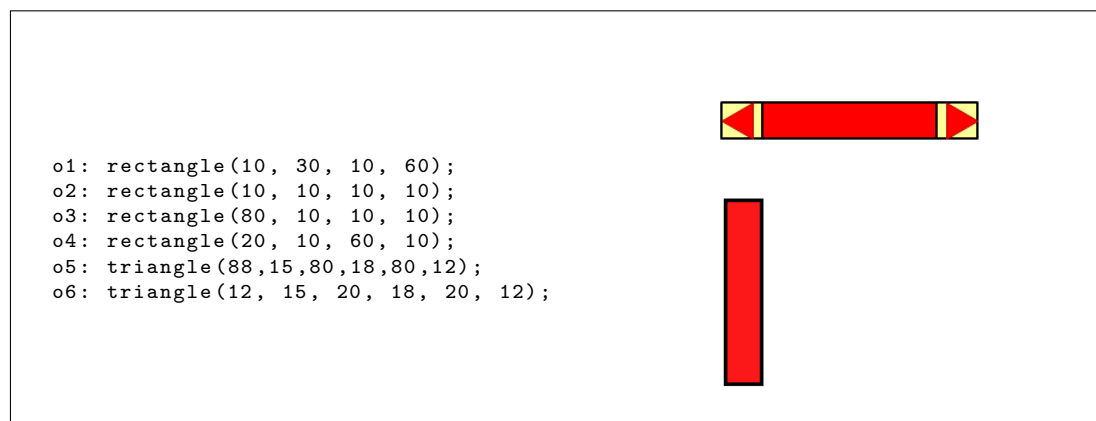 o1: rectangle(10, 30, 10, 60);
o2: rectangle(10, 10, 10, 10);
o3: rectangle(80, 10, 10, 10);
o4: rectangle(20, 10, 60, 10);
o5: triangle(88,15,80,18,80,12);
o6: triangle(12, 15, 20, 18, 20, 12);